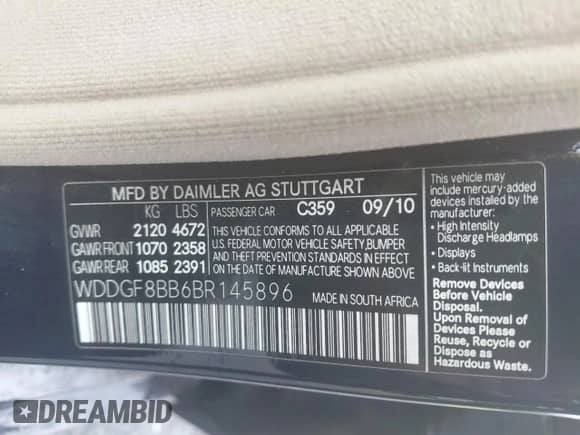 MFD BY DAIMLER AG STUTTGART
KG LBS PASSENGER CAR C359 09/10
GVWR 2120 4672
GAWR FRONT 1070 2358
GAWR REAR 1085 2391
THIS VEHICLE CONFORMS TO ALL APPLICABLE
U.S. FEDERAL MOTOR VEHICLE SAFETY, BUMPER
AND THEFT PREVENTION STANDARDS IN EFFECT
ON THE DATE OF MANUFACTURE SHOWN ABOVE.
WDDGF8BB6BR145896 MADE IN SOUTH AFRICA
This vehicle may
include mercury-added
devices installed by the
manufacturer:
• High Intensity
Discharge Headlamps
• Displays
• Back-lit Instruments
Remove Devices
Before Vehicle
Disposal.
Upon Removal of
Devices Please
Reuse, Recycle or
Dispose as
Hazardous Waste.
DREAMBID